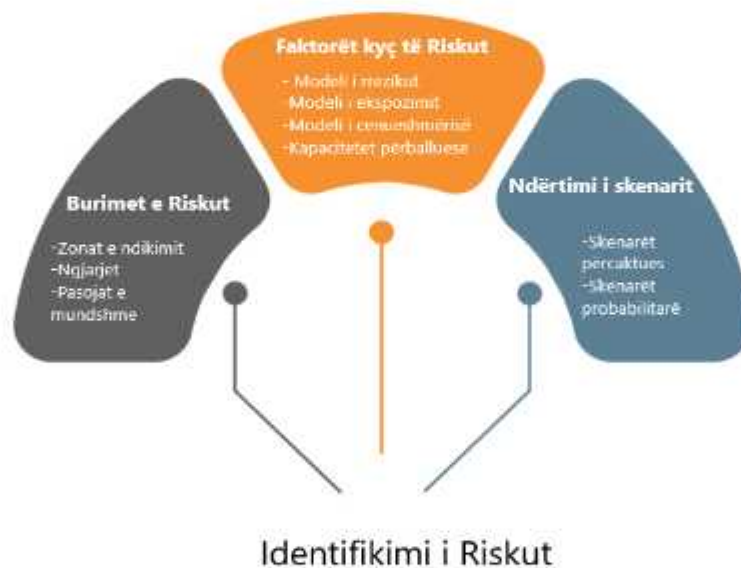 Faktorët kyç të Riskut
- Modeli i rrezikut
-Modeli i ekspozimit
-Modeli i cenueshmërisë
-Kapacitetet përballuese
Burimet e Riskut
-Zonat e ndikimit
-Ngjarjet
-Pasojat e
mundshme
Ndërtimi i skenarit
-Skenarët
percaktues
-Skenarët
probabilitarë
Identifikimi i Riskut